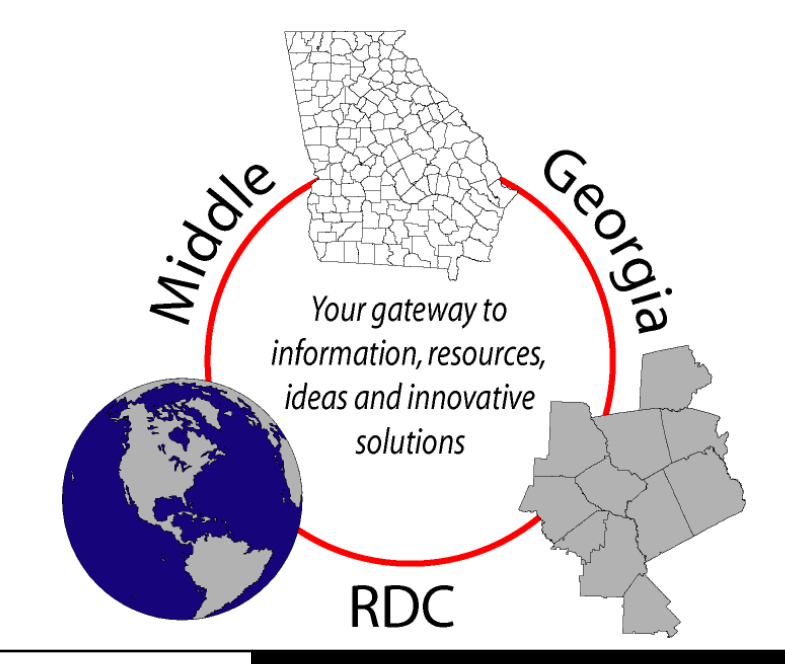 Middle
Georgia
Your gateway to
information, resources,
ideas and innovative
solutions
RDC